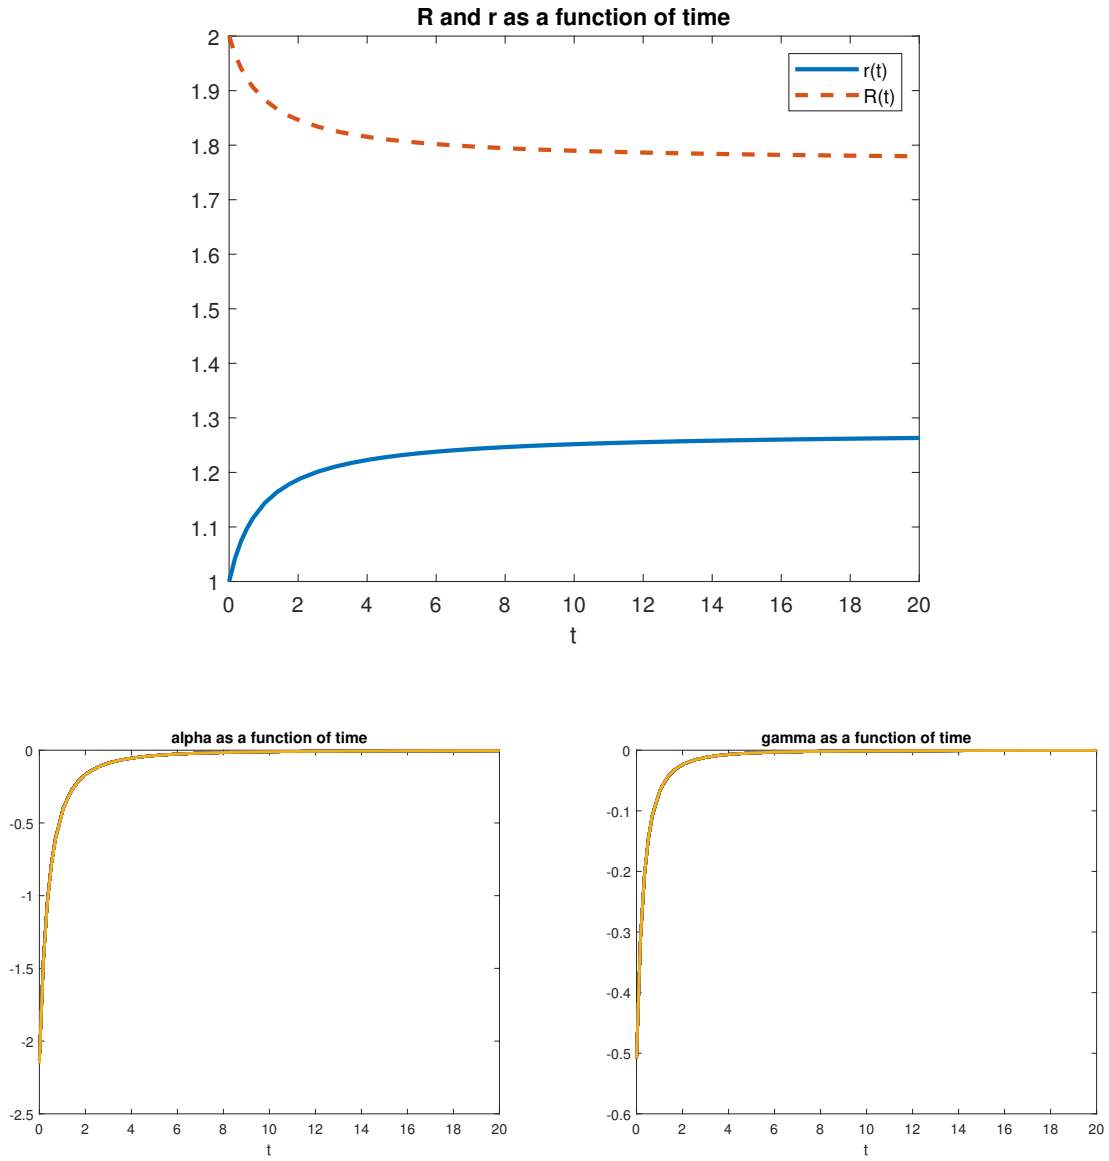 R and r as a function of time
2
1.9
1.8
1.7
1.6
1.5
1.4
1.3
1.2
1.1
1
r(t)
R(t)
0 2 4 6 8 10 12 14 16 18 20
t
alpha as a function of time
0
-0.5
-1
-1.5
-2
-2.5
0 2 4 6 8 10 12 14 16 18 20
t
gamma as a function of time
0
-0.1
-0.2
-0.3
-0.4
-0.5
-0.6
0 2 4 6 8 10 12 14 16 18 20
t